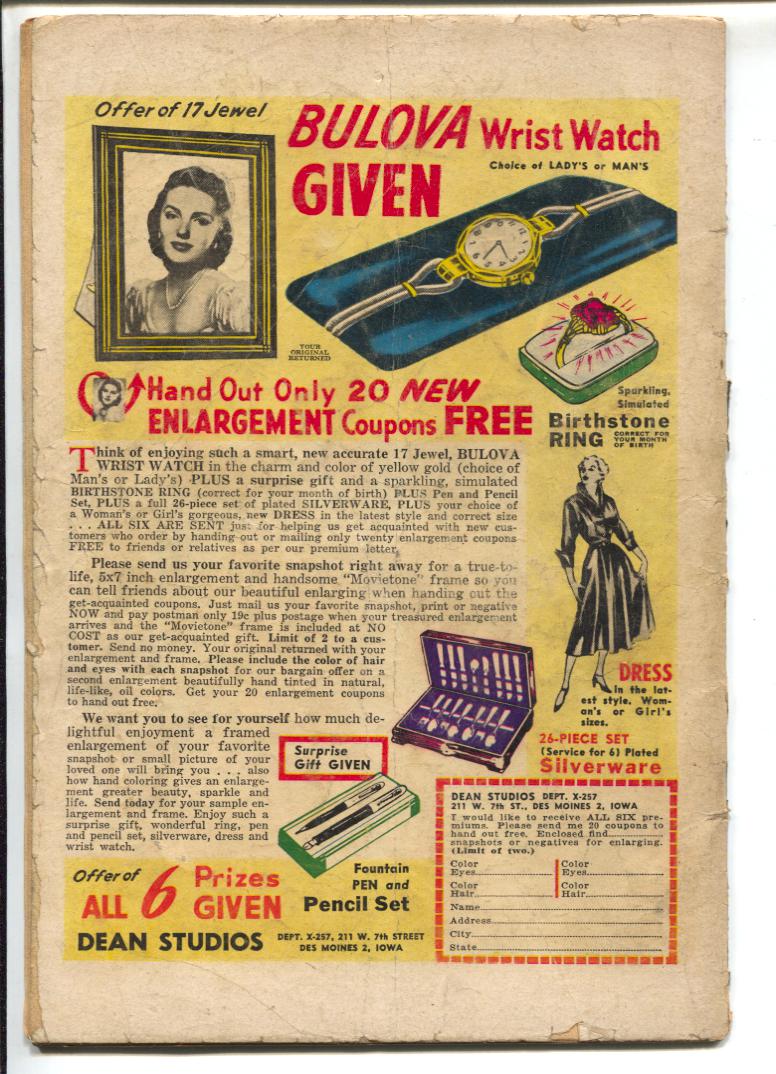 Offer of 17 Jewel
BULOVA Wrist Watch
Choice of LADY'S or MAN'S
GIVEN
YOUR
ORIGINAL
RETURNED
Hand Out Only 20 NEW
ENLARGEMENT Coupons FREE
Sparkling,
Simulated
Birthstone
RING CORRECT FOR
YOUR MONTH
OF BIRTH
Think of enjoying such a smart, new accurate 17 Jewel, BULOVA
WRIST WATCH in the charm and color of yellow gold (choice of
Man's or Lady's) PLUS a surprise gift and a sparkling, simulated
BIRTHSTONE RING (correct for your month of birth) PLUS Pen and Pencil
Set, PLUS a full 26-piece set of plated SILVERWARE, PLUS your choice of
a Woman's or Girl's gorgeous, new DRESS in the latest style and correct size
. . . ALL SIX ARE SENT just for helping us get acquainted with new cus-
tomers who order by handing out or mailing only twenty enlargement coupons
FREE to friends or relatives as per our premium letter.
Please send us your favorite snapshot right away for a true-to-
life, 5x7 inch enlargement and handsome "Movietone" frame so you
can tell friends about our beautiful enlarging when handing out the
get-acquainted coupons. Just mail us your favorite snapshot, print or negative
NOW and pay postman only 19c plus postage when your treasured enlargement
arrives and the "Movietone" frame is included at NO
COST as our get-acquainted gift. Limit of 2 to a cus-
tomer. Send no money. Your original returned with your
enlargement and frame. Please include the color of hair
and eyes with each snapshot for our bargain offer on a
second enlargement beautifully hand tinted in natural,
life-like, oil colors. Get your 20 enlargement coupons
to hand out free.
We want you to see for yourself how much de-
lightful enjoyment a framed
enlargement of your favorite
snapshot or small picture of your
loved one will bring you . . . also
how hand coloring gives an enlarge-
ment greater beauty, sparkle and
life. Send today for your sample en-
largement and frame. Enjoy such a
surprise gift, wonderful ring, pen
and pencil set, silverware, dress and
wrist watch.
DRESS
in the lat-
est style. Wom-
an's or Girl's
sizes.
26-PIECE SET
(Service for 6) Plated
Silverware
Surprise
Gift GIVEN
Fountain
PEN and
Pencil Set
Offer of
ALL 6 Prizes
GIVEN
DEAN STUDIOS DEPT. X-257, 211 W. 7th STREET
DES MOINES 2, IOWA
DEAN STUDIOS DEPT. X-257
211 W. 7th ST., DES MOINES 2, IOWA
I would like to receive ALL SIX pre-
miums. Please send me 20 coupons to
hand out free. Enclosed find
snapshots or negatives for enlarging.
(Limit of two.)
Color Color
Eyes Eyes
Color Color
Hair Hair
Name
Address
City
State